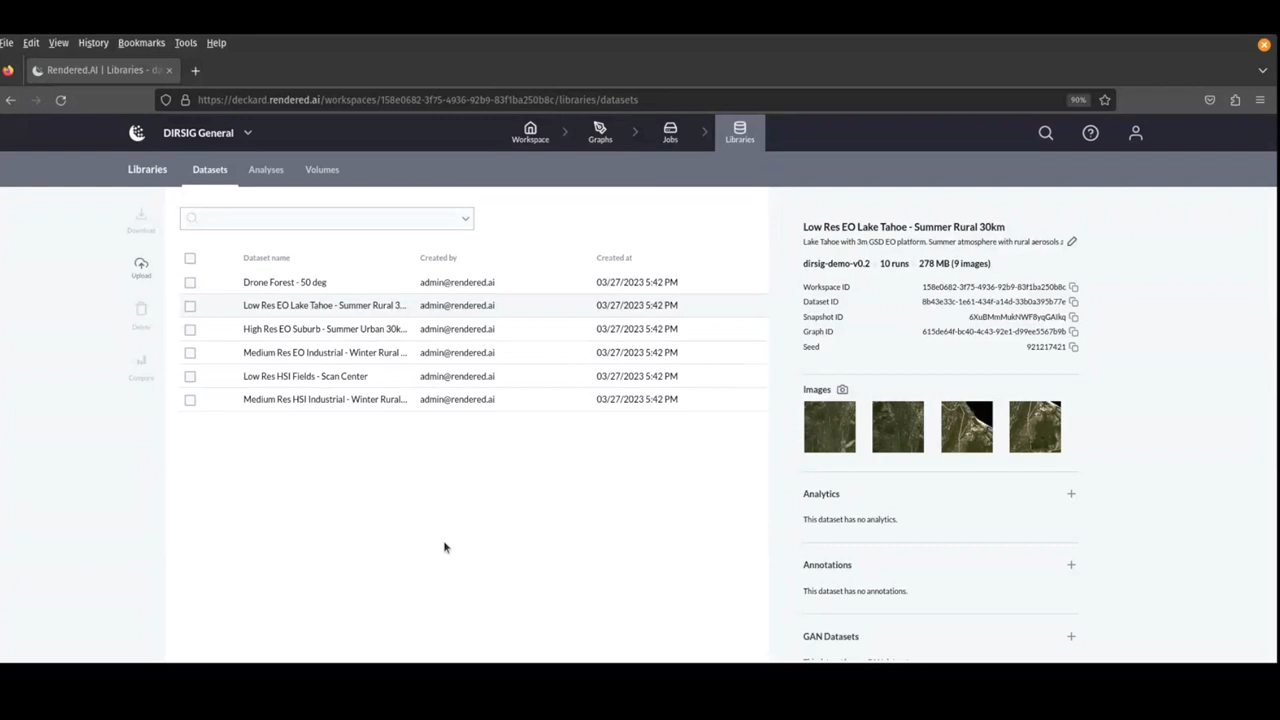 File Edit View History Bookmarks Tools Help
Rendered.AI | Libraries - da
https://deckard.rendered.ai/workspaces/158e0682-3f75-4936-92b9-83f1ba250b8c/libraries/datasets 90%
DIRSIG General Workspace Graphs Jobs Libraries
Libraries Datasets Analyses Volumes
Download
Upload
Delete
Compare
Dataset name Created by Created at
Drone Forest - 50 deg admin@rendered.ai 03/27/2023 5:42 PM
Low Res EO Lake Tahoe - Summer Rural 3... admin@rendered.ai 03/27/2023 5:42 PM
High Res EO Suburb - Summer Urban 30k... admin@rendered.ai 03/27/2023 5:42 PM
Medium Res EO Industrial - Winter Rural ... admin@rendered.ai 03/27/2023 5:42 PM
Low Res HSI Fields - Scan Center admin@rendered.ai 03/27/2023 5:42 PM
Medium Res HSI Industrial - Winter Rural... admin@rendered.ai 03/27/2023 5:42 PM
Low Res EO Lake Tahoe - Summer Rural 30km
Lake Tahoe with 3m GSD EO platform. Summer atmosphere with rural aerosols
dirsig-demo-v0.2 10 runs 278 MB (9 images)
Workspace ID 158e0682-3f75-4936-92b9-83f1ba250b8c
Dataset ID 8b43e33c-1e61-434f-a14d-33b0a395b77e
Snapshot ID 6XuBMmMukNWF8yqGAIkq
Graph ID 615de64f-bc40-4c43-92e1-d99ee5567b9b
Seed 921217421
Images
Analytics
This dataset has no analytics.
Annotations
This dataset has no annotations.
GAN Datasets